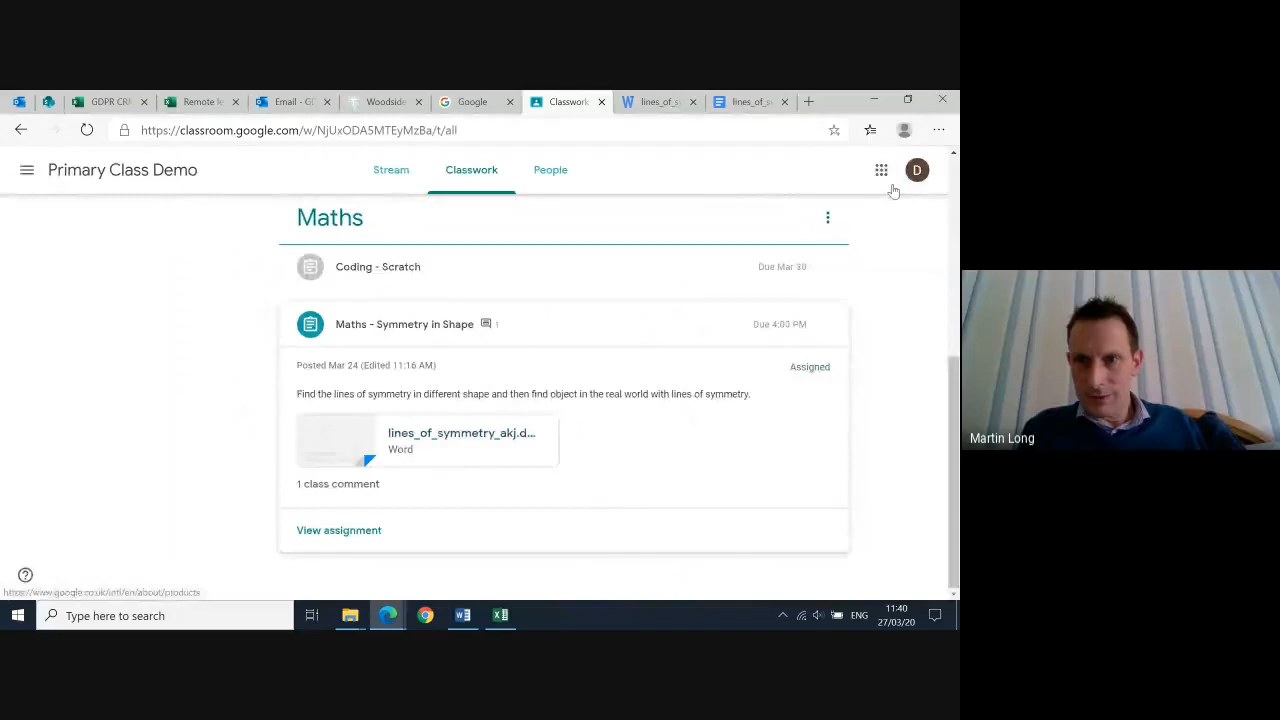 GDPR CR
Remote le
Email - G
Woodside
Google
Classwork
lines_of_s
lines_of_s
https://classroom.google.com/w/NjUxODA5MTEyMzBa/t/all
Primary Class Demo
Stream
Classwork
People
D
Maths
Coding - Scratch
Due Mar 30
Maths - Symmetry in Shape
1
Due 4:00 PM
Posted Mar 24 (Edited 11:16 AM)
Assigned
Find the lines of symmetry in different shape and then find object in the real world with lines of symmetry.
lines_of_symmetry_akj.d...
Word
1 class comment
View assignment
https://www.google.co.uk/intl/en/about/products
Type here to search
ENG
11:40
27/03/20
Martin Long